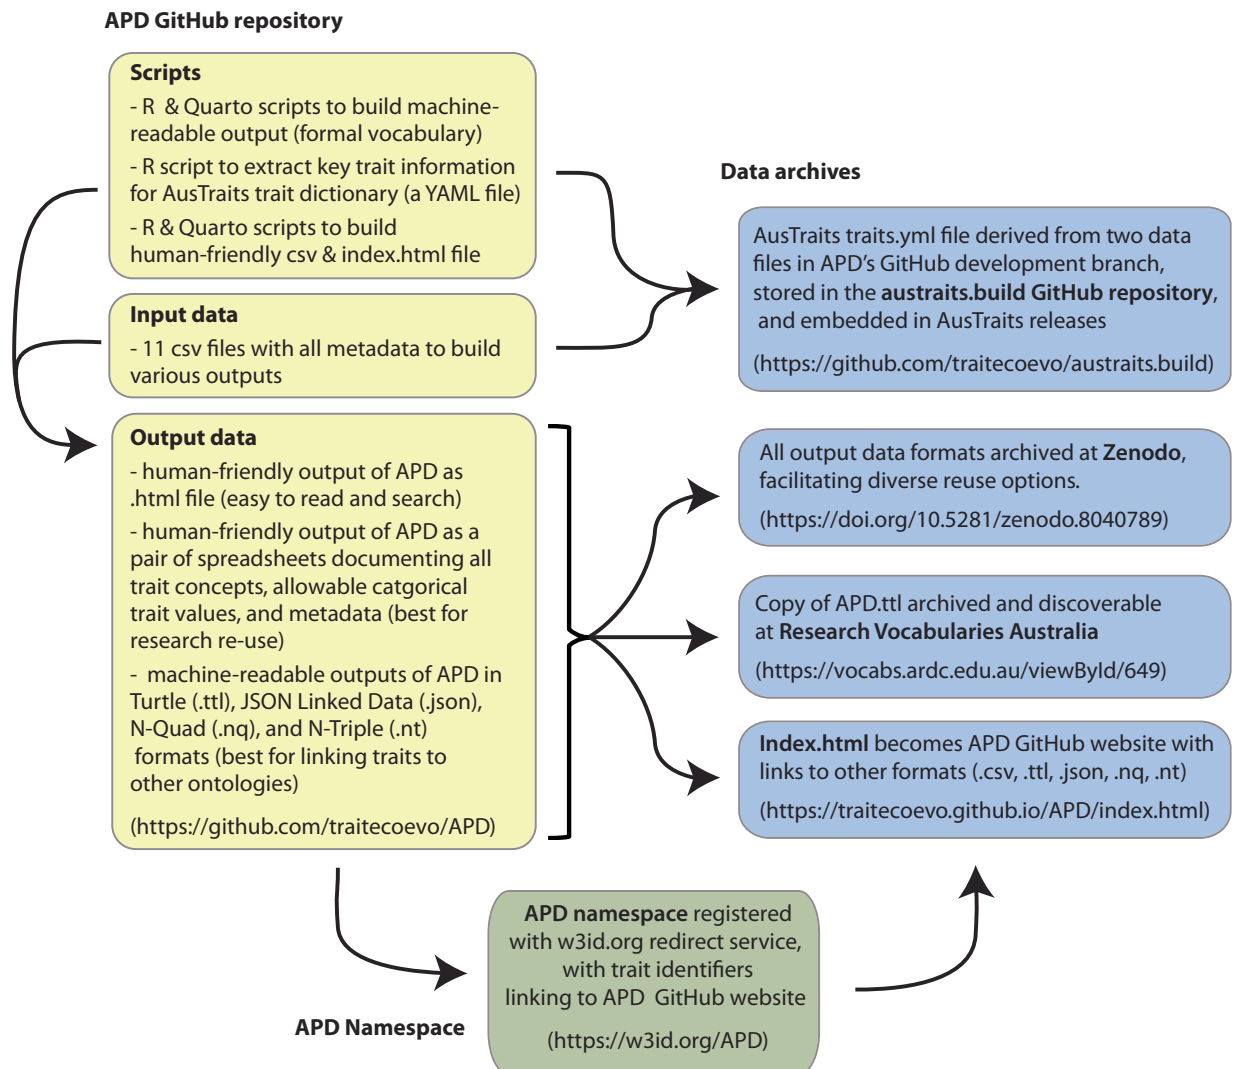 APD GitHub repository
Scripts
- R & Quarto scripts to build machine-
readable output (formal vocabulary)
- R script to extract key trait information
for AusTraits trait dictionary (a YAML file)
- R & Quarto scripts to build
human-friendly csv & index.html file
Input data
- 11 csv files with all metadata to build
various outputs
Output data
- human-friendly output of APD as
.html file (easy to read and search)
- human-friendly output of APD as a
pair of spreadsheets documenting all
trait concepts, allowable catgorical
trait values, and metadata (best for
research re-use)
- machine-readable outputs of APD in
Turtle (.ttl), JSON Linked Data (.json),
N-Quad (.nq), and N-Triple (.nt)
formats (best for linking traits to
other ontologies)
(https://github.com/traitecoevo/APD)
Data archives
AusTraits traits.yml file derived from two data
files in APD's GitHub development branch,
stored in the austraits.build GitHub repository,
and embedded in AusTraits releases
(https://github.com/traitecoevo/austraits.build)
All output data formats archived at Zenodo,
facilitating diverse reuse options.
(https://doi.org/10.5281/zenodo.8040789)
Copy of APD.ttl archived and discoverable
at Research Vocabularies Australia
(https://vocabs.ardc.edu.au/viewById/649)
Index.html becomes APD GitHub website with
links to other formats (.csv, .ttl, .json, .nq, .nt)
(https://traitecoevo.github.io/APD/index.html)
APD namespace registered
with w3id.org redirect service,
with trait identifiers
linking to APD GitHub website
(https://w3id.org/APD)
APD Namespace